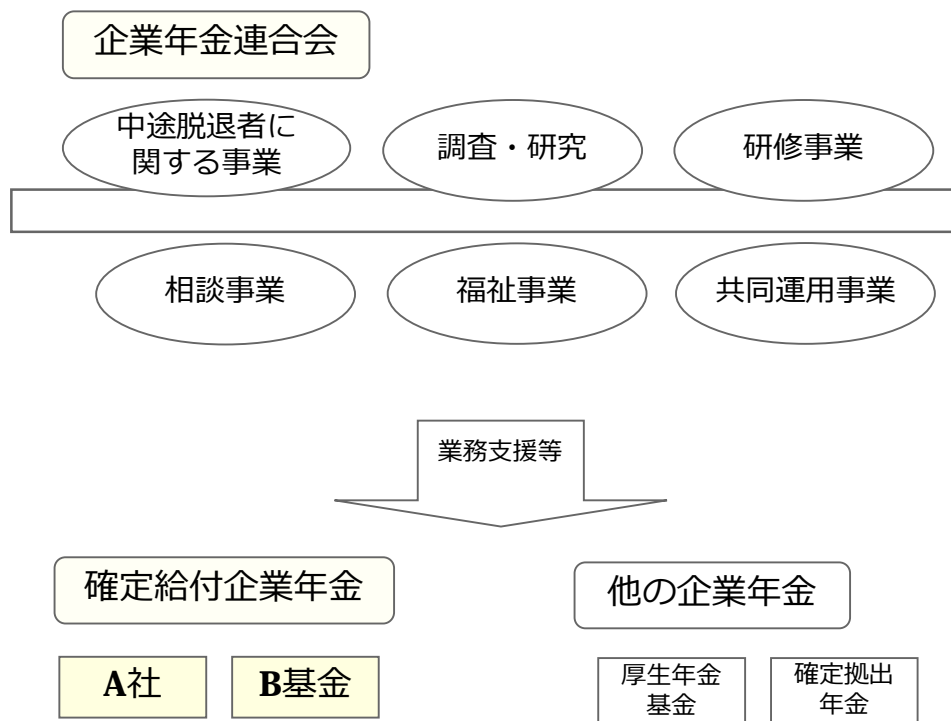 企業年金連合会
中途脱退者に
関する事業
調査・研究
研修事業
相談事業
福祉事業
共同運用事業
業務支援等
確定給付企業年金
他の企業年金
A社
B基金
厚生年金
基金
確定拠出
年金